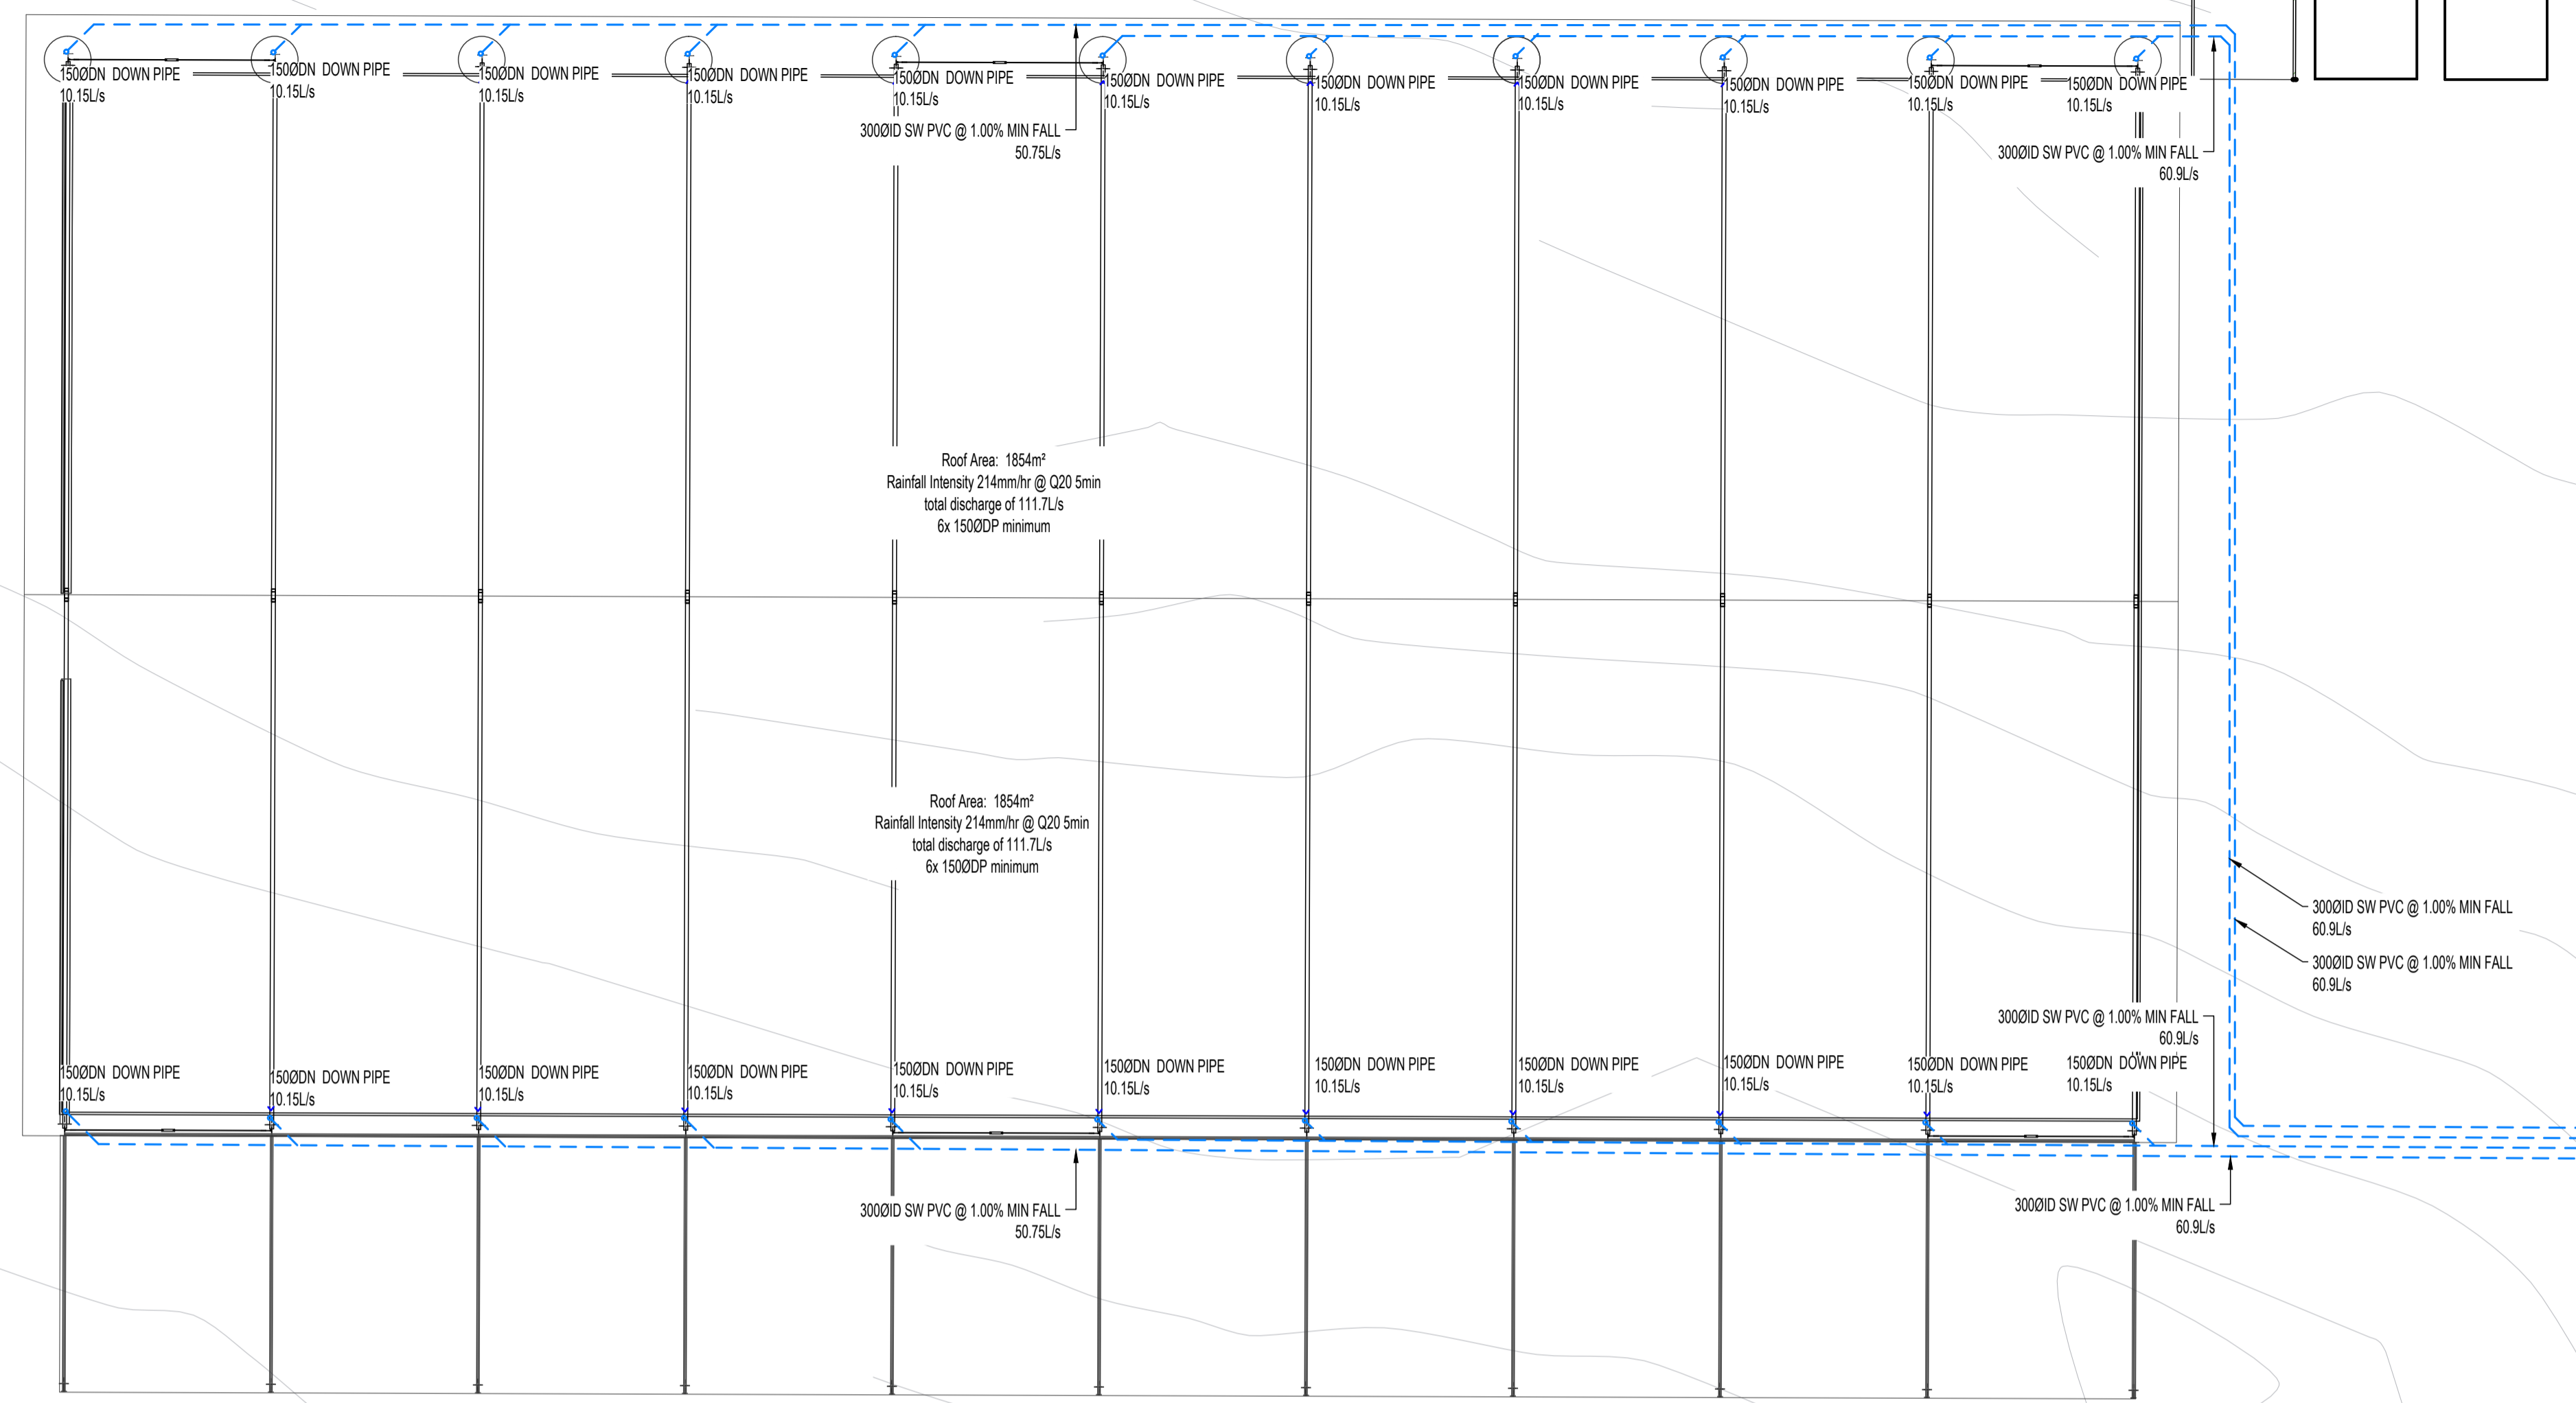 150ØDN DOWN PIPE
10.15L/s
150ØDN DOWN PIPE
10.15L/s
150ØDN DOWN PIPE
10.15L/s
150ØDN DOWN PIPE
10.15L/s
150ØDN DOWN PIPE
10.15L/s
150ØDN DOWN PIPE
10.15L/s
150ØDN DOWN PIPE
10.15L/s
150ØDN DOWN PIPE
10.15L/s
150ØDN DOWN PIPE
10.15L/s
150ØDN DOWN PIPE
10.15L/s
150ØDN DOWN PIPE
10.15L/s
300ØID SW PVC @ 1.00% MIN FALL
50.75L/s
300ØID SW PVC @ 1.00% MIN FALL
60.9L/s
Roof Area: 1854m²
Rainfall Intensity 214mm/hr @ Q20 5min
total discharge of 111.7L/s
6x 150ØDP minimum
Roof Area: 1854m²
Rainfall Intensity 214mm/hr @ Q20 5min
total discharge of 111.7L/s
6x 150ØDP minimum
300ØID SW PVC @ 1.00% MIN FALL
60.9L/s
300ØID SW PVC @ 1.00% MIN FALL
60.9L/s
300ØID SW PVC @ 1.00% MIN FALL
60.9L/s
150ØDN DOWN PIPE
10.15L/s
150ØDN DOWN PIPE
10.15L/s
150ØDN DOWN PIPE
10.15L/s
150ØDN DOWN PIPE
10.15L/s
150ØDN DOWN PIPE
10.15L/s
150ØDN DOWN PIPE
10.15L/s
150ØDN DOWN PIPE
10.15L/s
150ØDN DOWN PIPE
10.15L/s
150ØDN DOWN PIPE
10.15L/s
150ØDN DOWN PIPE
10.15L/s
150ØDN DOWN PIPE
10.15L/s
300ØID SW PVC @ 1.00% MIN FALL
50.75L/s
300ØID SW PVC @ 1.00% MIN FALL
60.9L/s